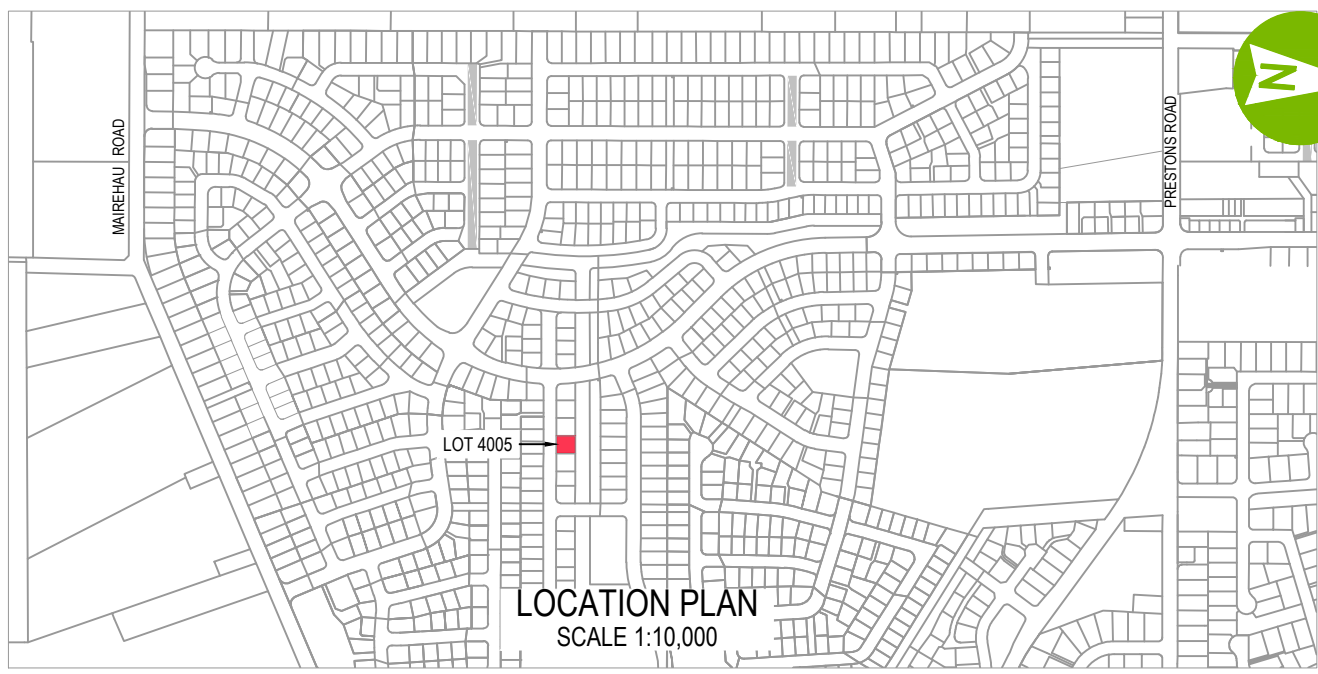 MAIREHAU ROAD
PRESTONS ROAD
N
LOT 4005
LOCATION PLAN
SCALE 1:10,000